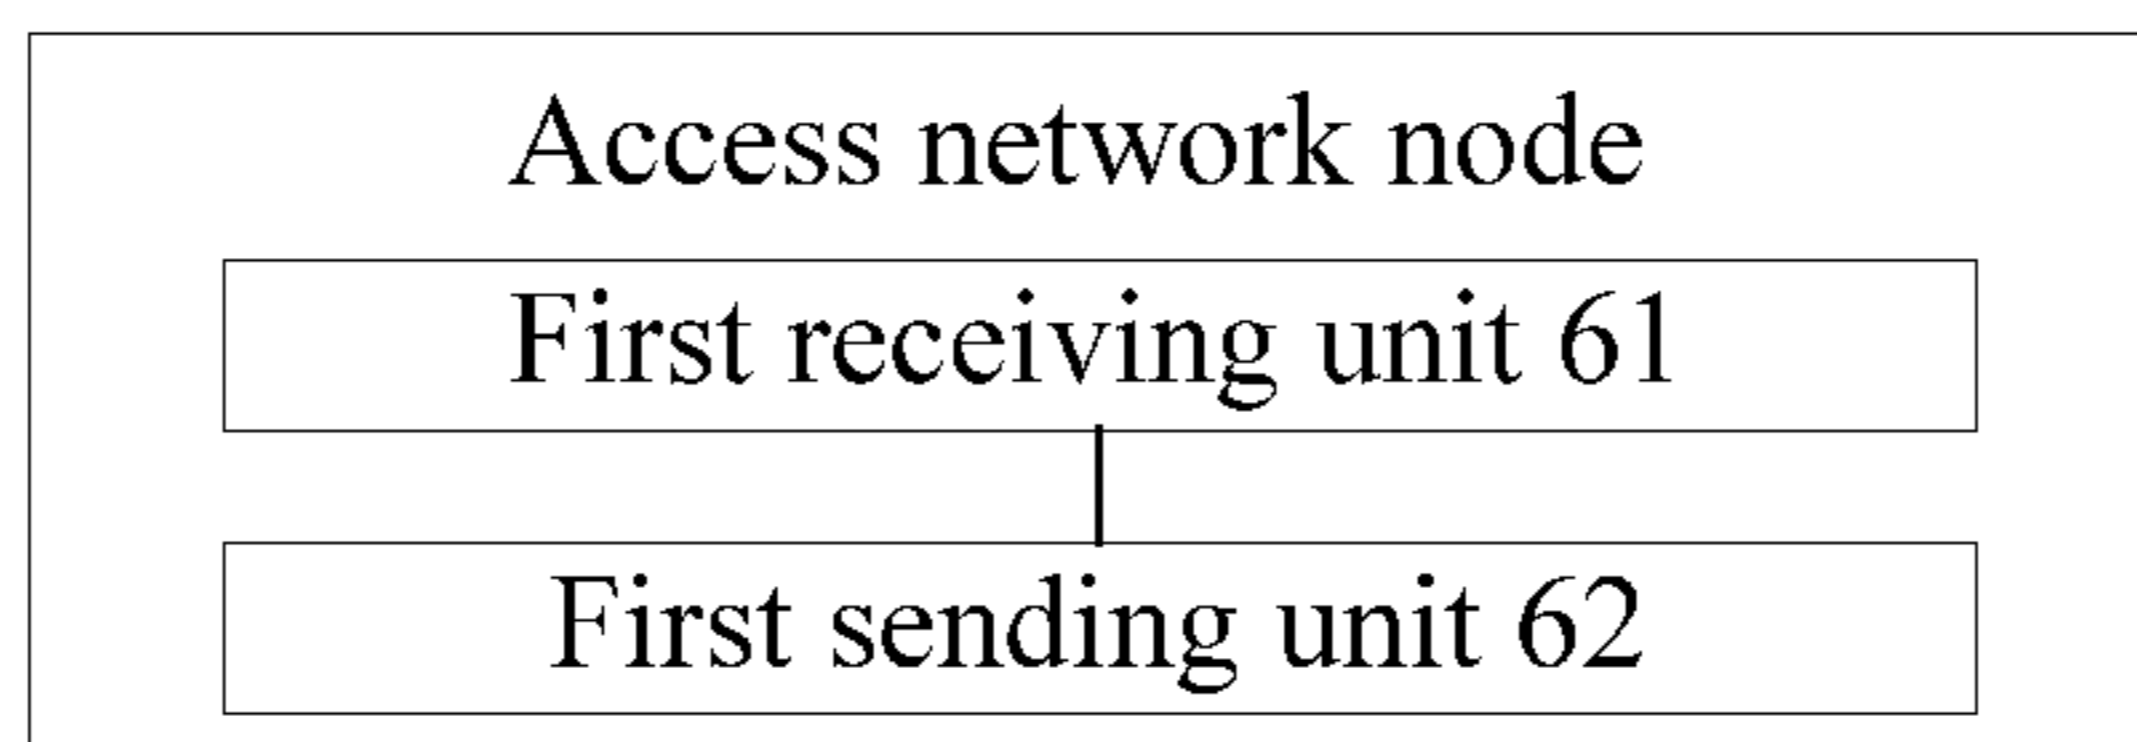 Access network node
First receiving unit 61
First sending unit 62